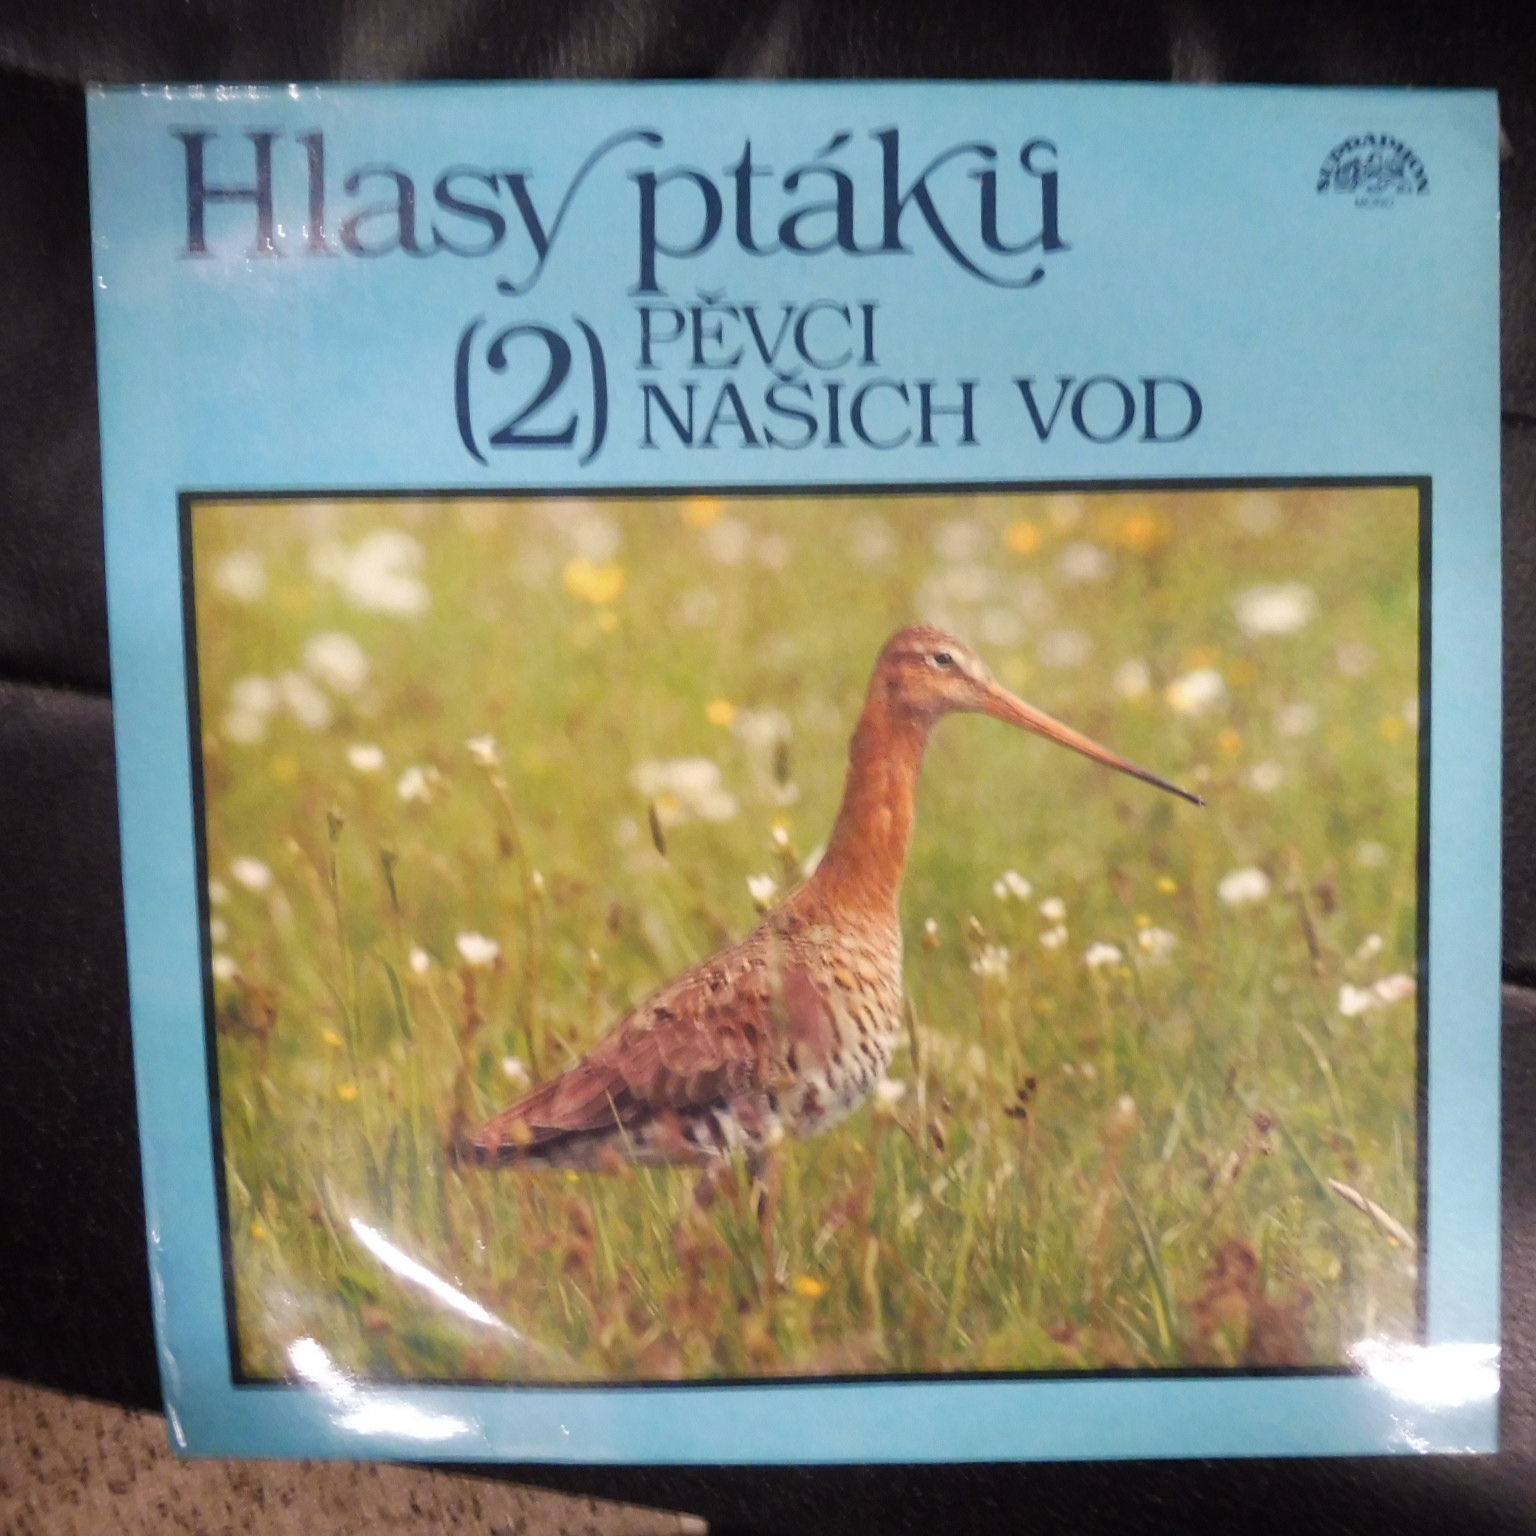 Hlasy ptáků
SUPRAPHON
MONO
(2) PĚVCI
NAŠICH VOD